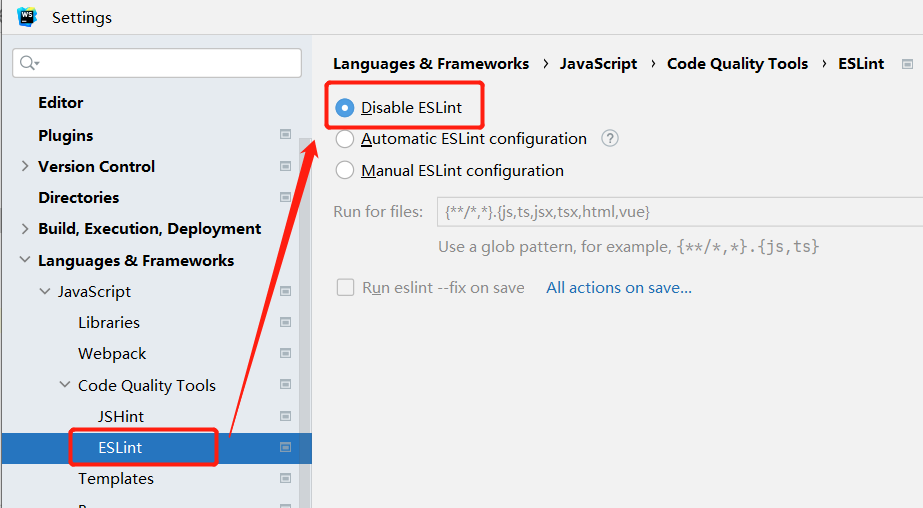 WS
Settings
Languages & Frameworks › JavaScript › Code Quality Tools › ESLint
Editor
Plugins
Version Control
Directories
Build, Execution, Deployment
Languages & Frameworks
JavaScript
Libraries
Webpack
Code Quality Tools
JSHint
ESLint
Templates
Disable ESLint
Automatic ESLint configuration ?
Manual ESLint configuration
Run for files: {**/*,*}.{js,ts,jsx,tsx,html,vue}
Use a glob pattern, for example, {**/*,*}.{js,ts}
Run eslint --fix on save All actions on save...